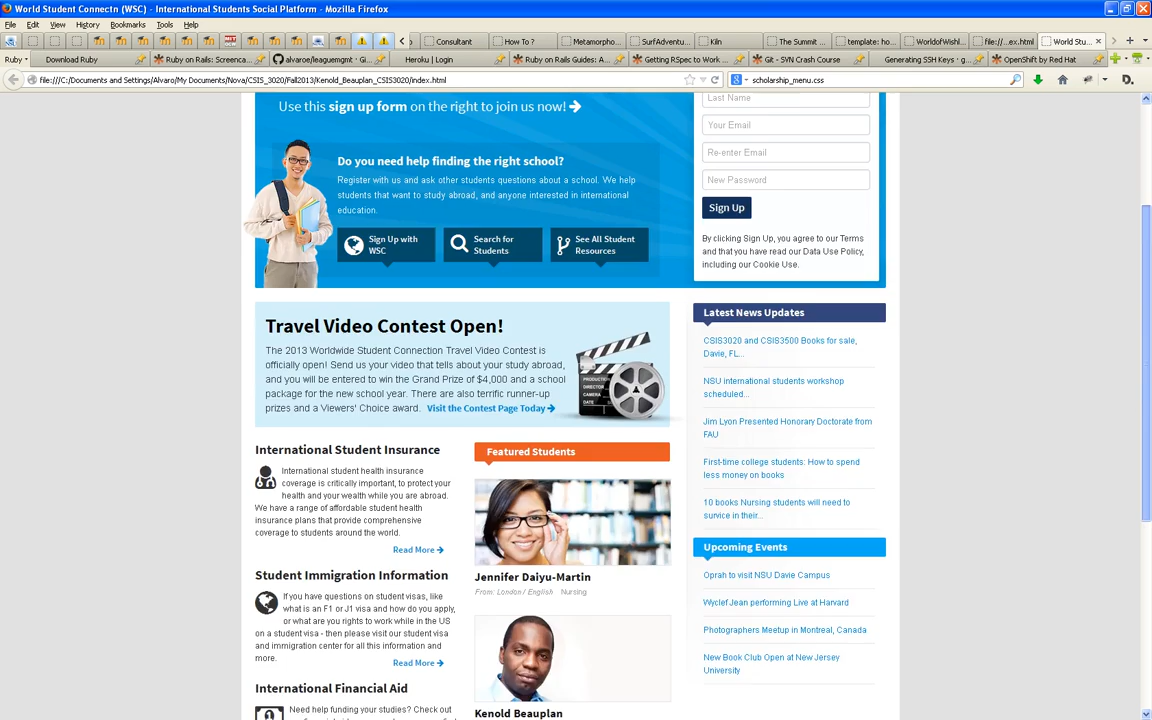 World Student Connectn (WSC) - International Students Social Platform - Mozilla Firefox
File Edit View History Bookmarks Tools Help
Consultant How To ? Metamorpho... SurfAdventu... Kiln The Summit ... template: ho... WorldofWishl... file:///...ex.html World Stu...
Ruby Download Ruby Ruby on Rails: Screenca... alvaroe/leaguemgmt · Gi... Heroku | Login Ruby on Rails Guides: A... Getting RSpec to Work ... Git - SVN Crash Course Generating SSH Keys · g... OpenShift by Red Hat
file:///C:/Documents and Settings/Alvaro/My Documents/Nova/CSIS_3020/Fall2013/Kenold_Beauplan_CSIS3020/index.html scholarship_menu.css
Use this sign up form on the right to join us now!
Last Name
Your Email
Re-enter Email
New Password
Sign Up
By clicking Sign Up, you agree to our Terms
and that you have read our Data Use Policy,
including our Cookie Use.
Do you need help finding the right school?
Register with us and ask other students questions about a school. We help
students that want to study abroad, and anyone interested in international
education.
Sign Up with
WSC
Search for
Students
See All Student
Resources
Travel Video Contest Open!
The 2013 Worldwide Student Connection Travel Video Contest is
officially open! Send us your video that tells about your study abroad,
and you will be entered to win the Grand Prize of $4,000 and a school
package for the new school year. There are also terrific runner-up
prizes and a Viewers' Choice award. Visit the Contest Page Today
PRODUCTION
DIRECTOR
CAMERA
DATE
International Student Insurance
International student health insurance
coverage is critically important, to protect your
health and your wealth while you are abroad.
We have a range of affordable student health
insurance plans that provide comprehensive
coverage to students around the world.
Read More
Student Immigration Information
If you have questions on student visas, like
what is an F1 or J1 visa and how do you apply,
or what are you rights to work while in the US
on a student visa - then please visit our student visa
and immigration center for all this information and
more.
Read More
International Financial Aid
Need help funding your studies? Check out
Featured Students
Jennifer Daiyu-Martin
From: London / English Nursing
Kenold Beauplan
Latest News Updates
CSIS3020 and CSIS3500 Books for sale,
Davie, FL...
NSU international students workshop
scheduled...
Jim Lyon Presented Honorary Doctorate from
FAU
First-time college students: How to spend
less money on books
10 books Nursing students will need to
survice in their...
Upcoming Events
Oprah to visit NSU Davie Campus
Wyclef Jean performing Live at Harvard
Photographers Meetup in Montreal, Canada
New Book Club Open at New Jersey
University